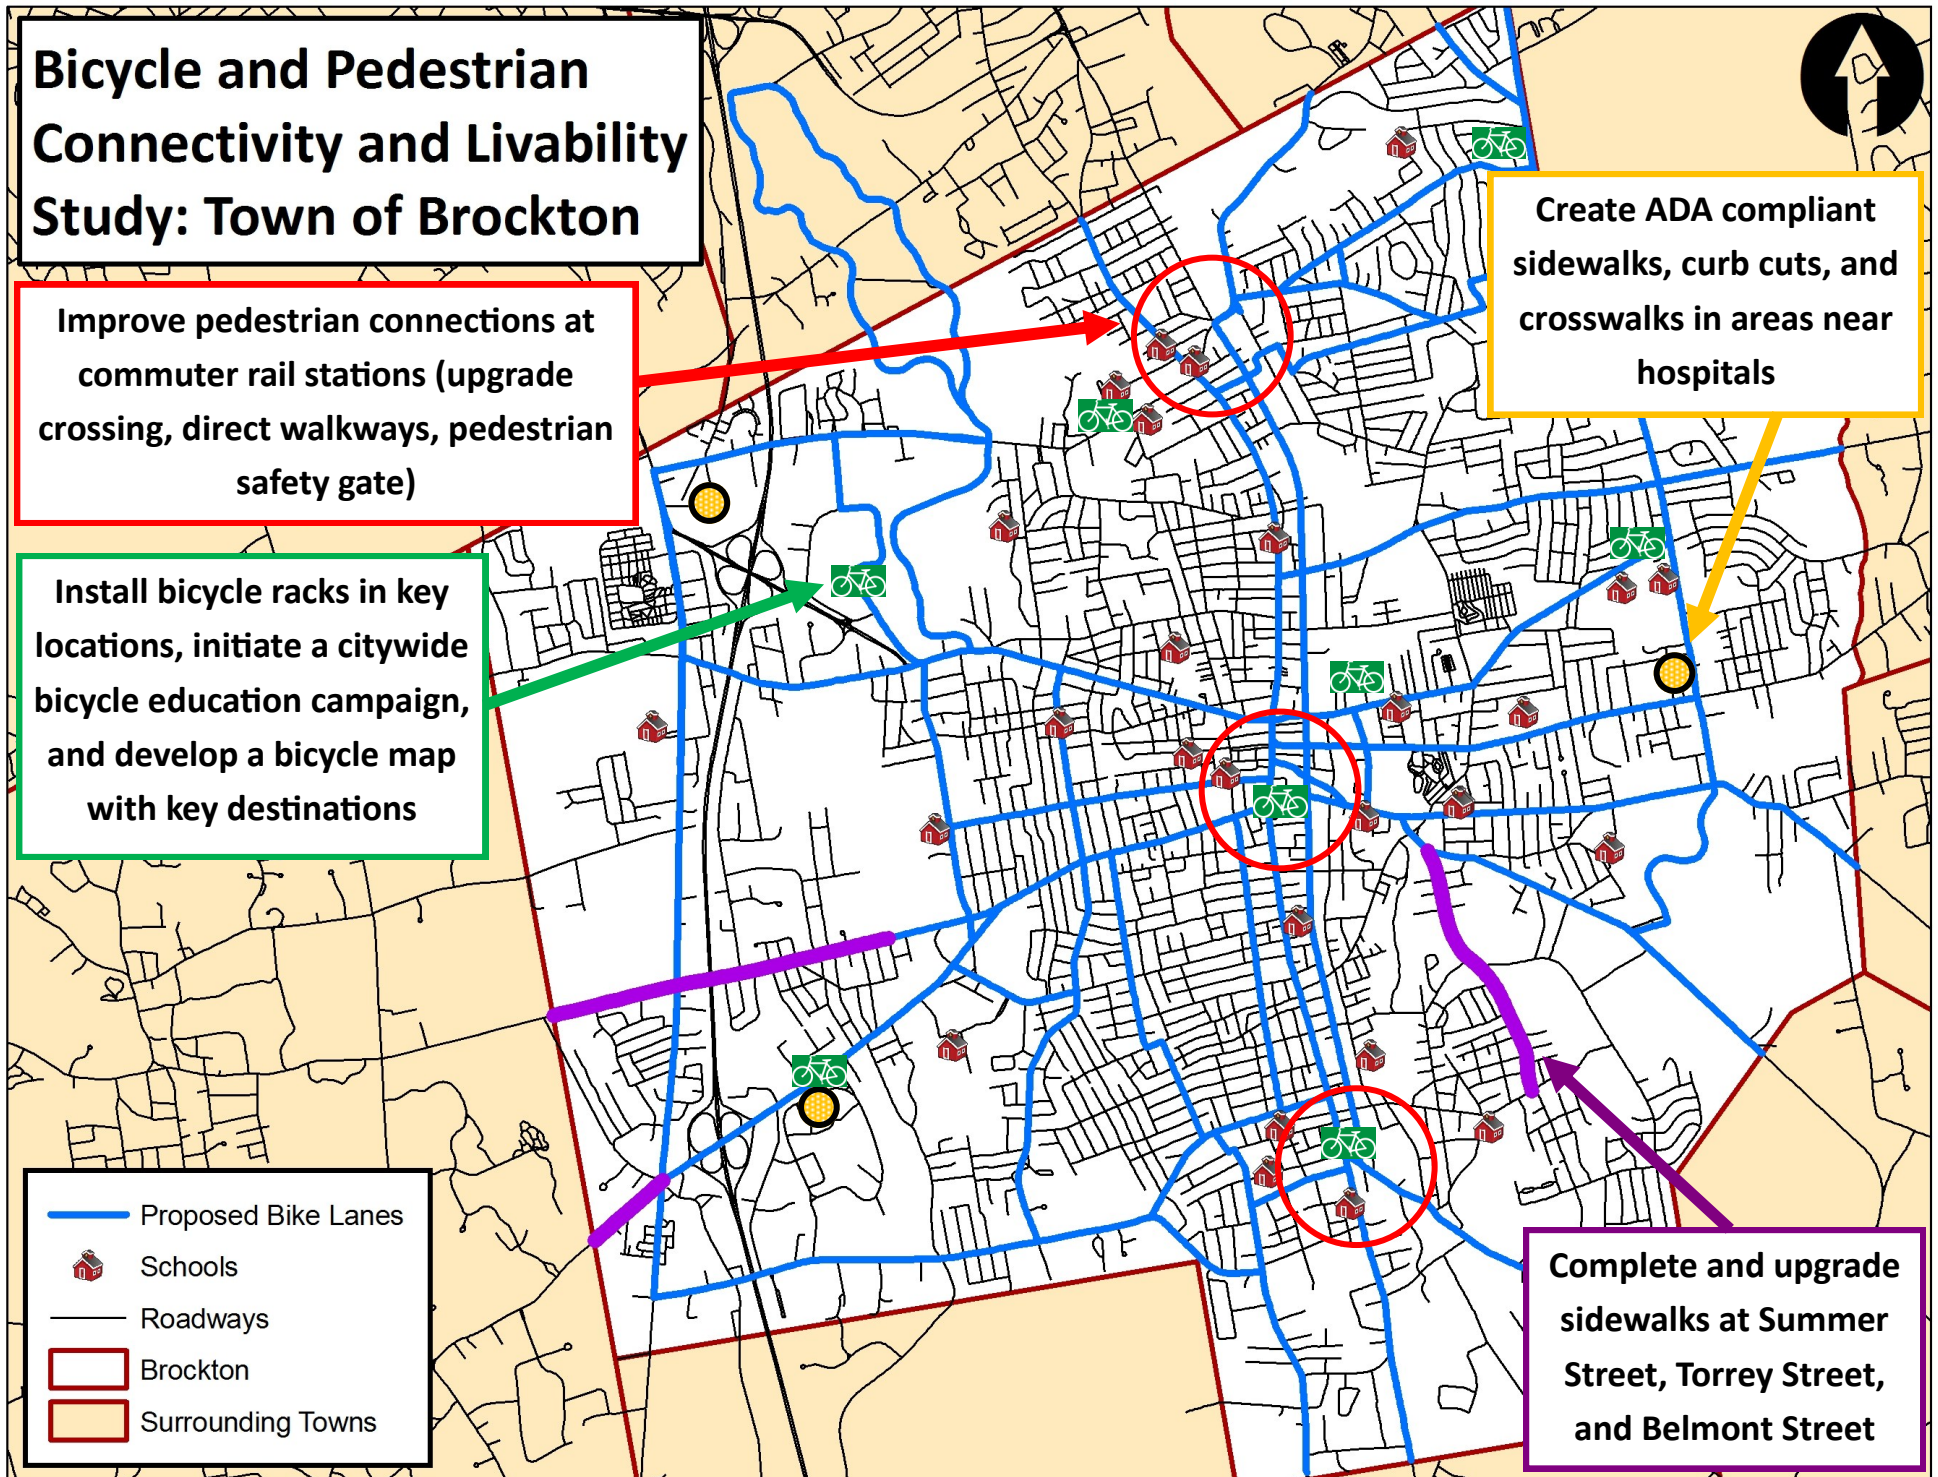 Bicycle and Pedestrian
Connectivity and Livability
Study: Town of Brockton
Improve pedestrian connections at
commuter rail stations (upgrade
crossing, direct walkways, pedestrian
safety gate)
Create ADA compliant
sidewalks, curb cuts, and
crosswalks in areas near
hospitals
Install bicycle racks in key
locations, initiate a citywide
bicycle education campaign,
and develop a bicycle map
with key destinations
Proposed Bike Lanes
Schools
Roadways
Brockton
Surrounding Towns
Complete and upgrade
sidewalks at Summer
Street, Torrey Street,
and Belmont Street